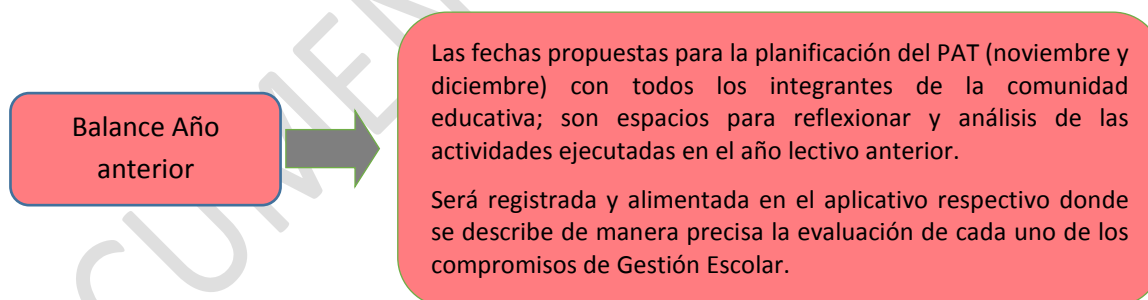 Balance Año
anterior
Las fechas propuestas para la planificación del PAT (noviembre y
diciembre) con todos los integrantes de la comunidad
educativa; son espacios para reflexionar y análisis de las
actividades ejecutadas en el año lectivo anterior.
Será registrada y alimentada en el aplicativo respectivo donde
se describe de manera precisa la evaluación de cada uno de los
compromisos de Gestión Escolar.
CUMEN